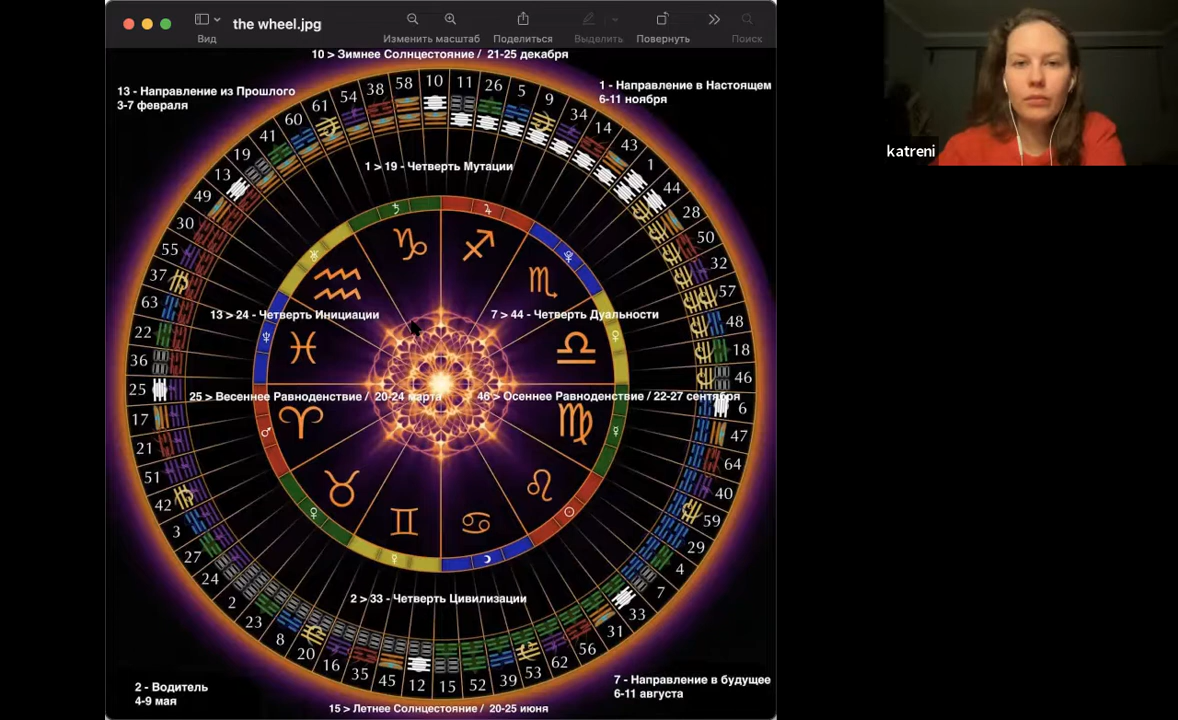 the wheel.jpg
Вид
Изменить масштаб
Поделиться
Выделить
Повернуть
Поиск
katreni
10 > Зимнее Солнцестояние / 21-25 декабря
13 - Направление из Прошлого
3-7 февраля
1 - Направление в Настоящем
6-11 ноября
1 > 19 - Четверть Мутации
13 > 24 - Четверть Инициации
7 > 44 - Четверть Дуальности
25 > Весеннее Равноденствие / 20-24 марта
46 > Осеннее Равноденствие / 22-27 сентября
2 > 33 - Четверть Цивилизации
2 - Водитель
4-9 мая
7 - Направление в будущее
6-11 августа
15 > Летнее Солнцестояние / 20-25 июня
10
11
26
5
9
34
14
43
1
44
28
50
32
57
48
18
46
6
47
64
40
59
29
4
7
33
31
56
62
53
39
52
15
12
45
35
16
20
8
23
2
24
27
3
42
51
21
17
25
36
22
63
37
55
30
49
13
19
41
60
61
54
38
58